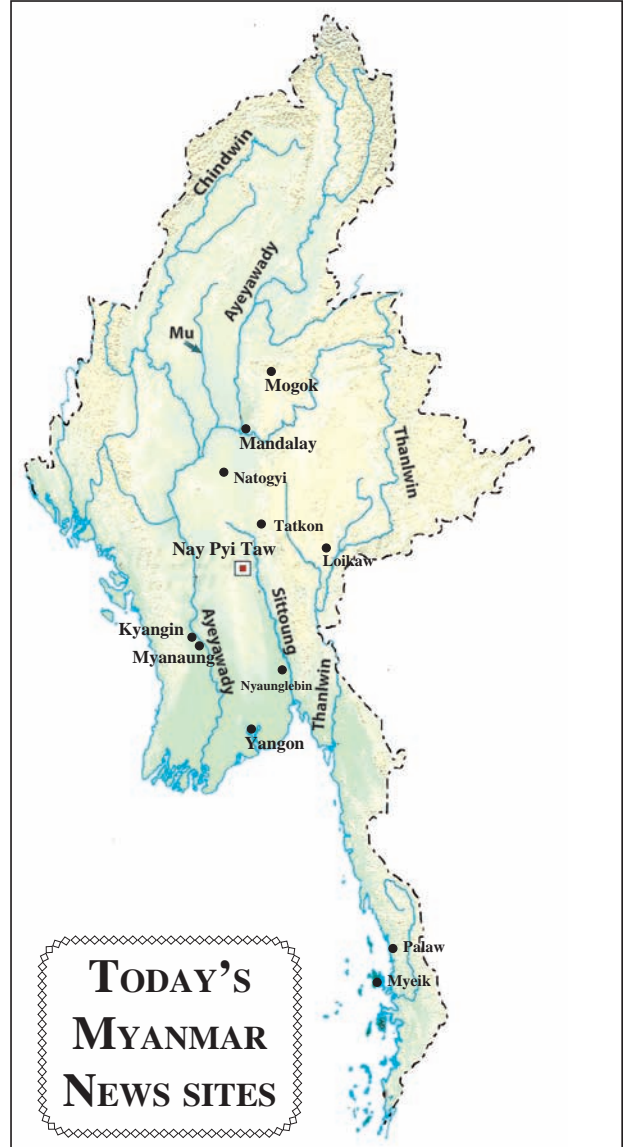 Chindwin
Ayeyawady
Mu
Mogok
Mandalay
Thanlwin
Natogyi
Tatkon
Nay Pyi Taw
Loikaw
Sittoung
Kyangin
Ayeyawady
Myanaung
Nyaunglebin
Thanlwin
Yangon
Palaw
Myeik
TODAY'S
MYANMAR
NEWS SITES